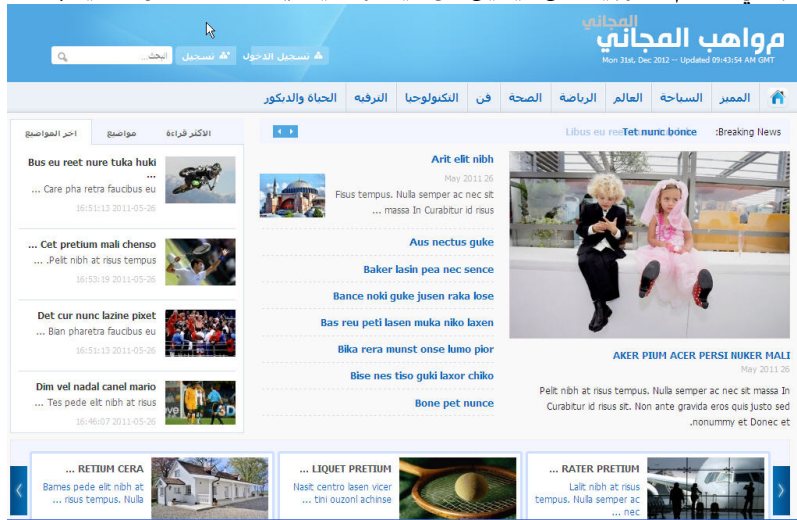 المجاني
مواهب المجاني
Mon 31st, Dec 2012 -- Updated 09:43:54 AM GMT
تسجيل الدخول
تسجيل
البحث...
المميز
السياحة
العالم
الرياضة
الصحة
فن
التكنولوجيا
الترفيه
الحياة والديكور
Breaking News:
Libus eu
الاكثر قراءة
مواضيع
اخر المواضيع
AKER PIUM ACER PERSI NUKER MALI
May 2011 26
Pelit nibh at risus tempus. Nulla semper ac nec sit massa In
Curabitur id risus sit. Non ante gravida eros quis justo sed
nonummy et Donec et.
Arit elit nibh
May 2011 26
Fisus tempus. Nulla semper ac nec sit
massa In Curabitur id risus ...
Aus nectus guke
Baker lasin pea nec sence
Bance noki guke jusen raka lose
Bas reu peti lasen muka niko laxen
Bika rera munst onse lumo pior
Bise nes tiso guki laxor chiko
Bone pet nunce
Bus eu reet nure tuka huki
...
Care pha retra faucibus eu ...
16:51:13 2011-05-26
Cet pretium mali chenso ...
Pelit nibh at risus tempus. ...
16:53:19 2011-05-26
Det cur nunc lazine pixet
Bian pharetra faucibus eu ...
16:51:13 2011-05-26
Dim vel nadal canel mario
Tes pede elit nibh at risus ...
16:46:07 2011-05-26
RATER PRETIUM ...
Lalit nibh at risus
tempus. Nulla semper ac
nec ...
LIQUET PRETIUM ...
Nasit centro lasen vicer
tini ouzonl achinse ...
RETIUM CERA ...
Bames pede elit nibh at
risus tempus. Nulla ...